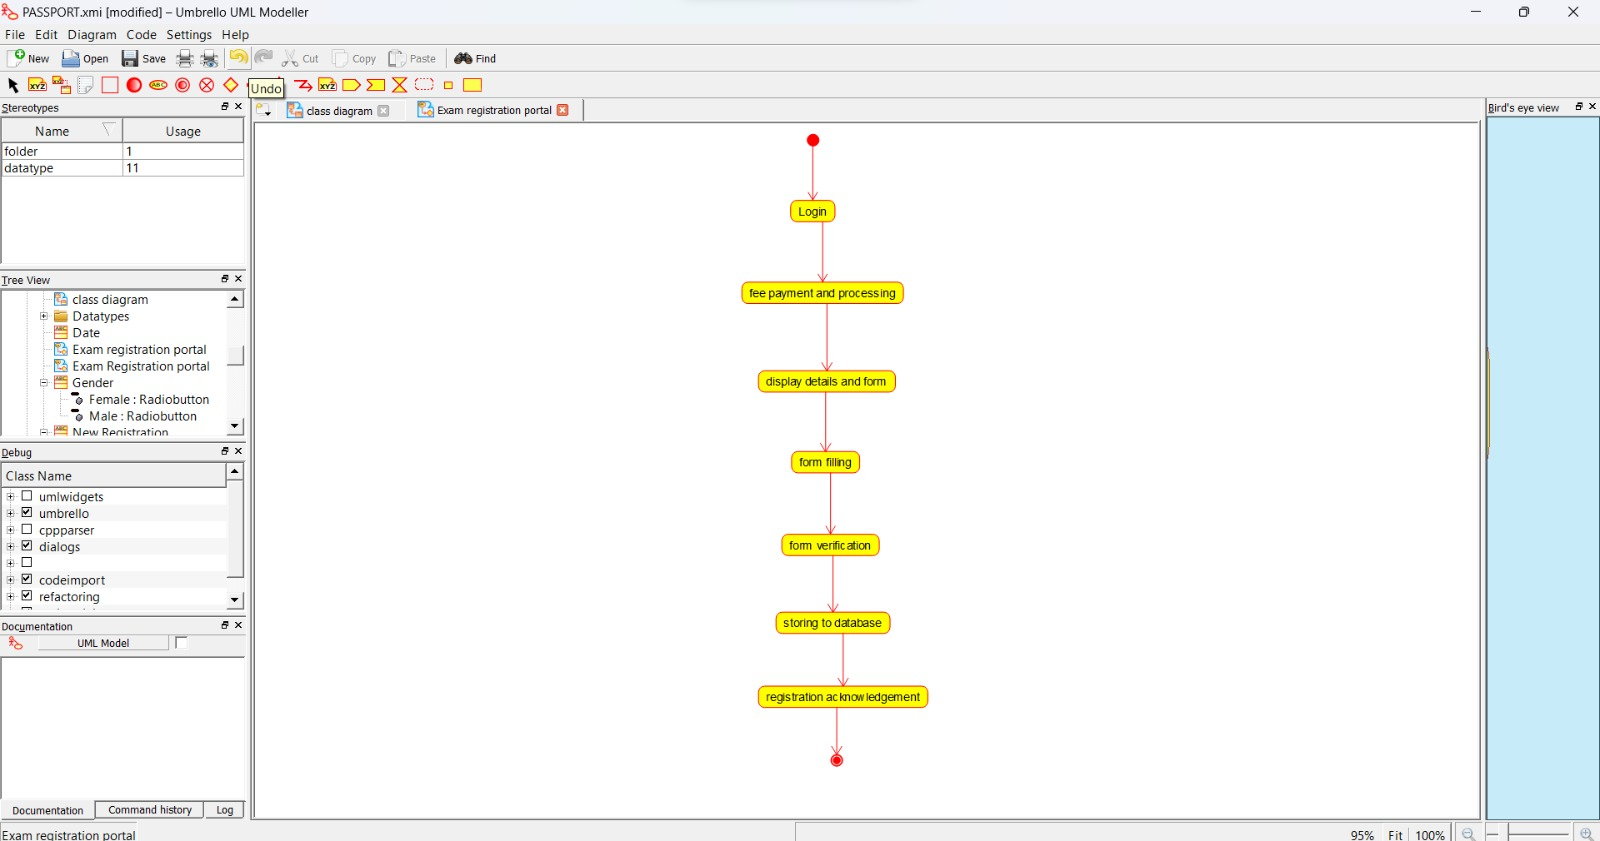 PASSPORT.xmi [modified] – Umbrello UML Modeller
File Edit Diagram Code Settings Help
New Open Save Cut Copy Paste Find
XYZ ABC XYZ
Undo
Stereotypes
Name Usage
folder 1
datatype 11
class diagram Exam registration portal
Bird's eye view
Login
fee payment and processing
display details and form
form filling
form verification
storing to database
registration acknowledgement
Tree View
class diagram
Datatypes
Date
Exam registration portal
Exam Registration portal
Gender
Female : Radiobutton
Male : Radiobutton
New Registration
Debug
Class Name
umlwidgets
umbrello
cppparser
dialogs
codeimport
refactoring
Documentation
UML Model
Documentation Command history Log
Exam registration portal
95% Fit 100%